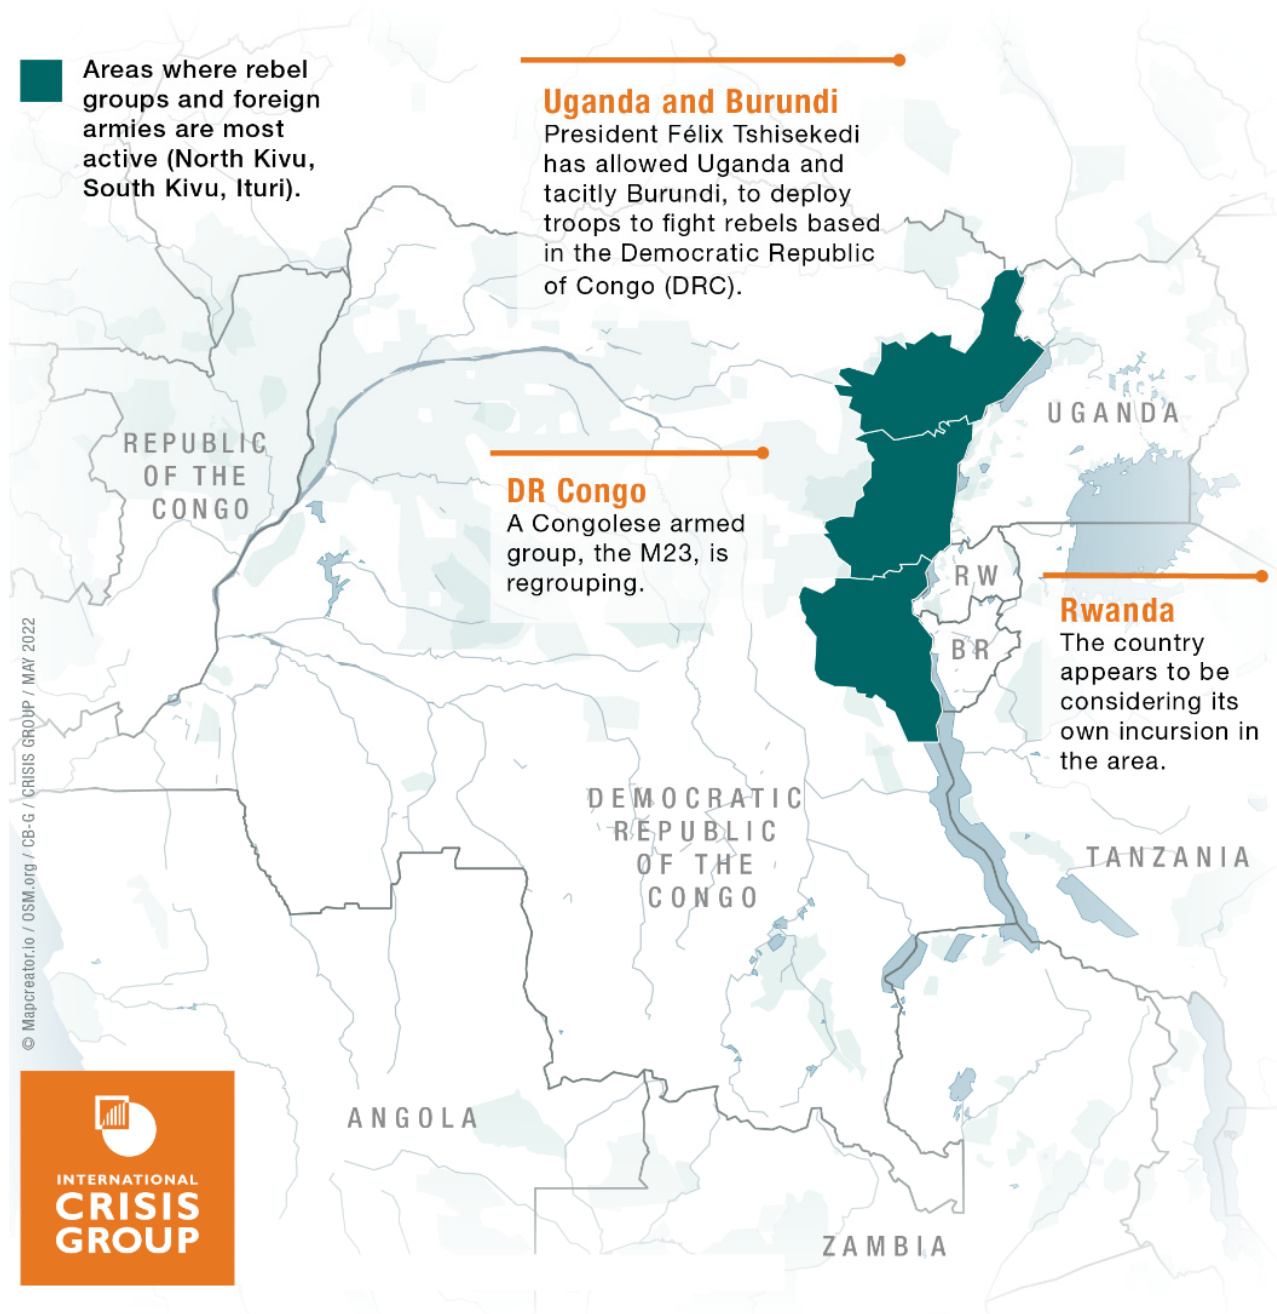 Areas where rebel
groups and foreign
armies are most
active (North Kivu,
South Kivu, Ituri).
Uganda and Burundi
President Félix Tshisekedi
has allowed Uganda and
tacitly Burundi, to deploy
troops to fight rebels based
in the Democratic Republic
of Congo (DRC).
UGANDA
REPUBLIC
OF THE
CONGO
DR Congo
A Congolese armed
group, the M23, is
regrouping.
RW
BR
Rwanda
The country
appears to be
considering its
own incursion in
the area.
DEMOCRATIC
REPUBLIC
OF THE
CONGO
TANZANIA
ANGOLA
ZAMBIA
© Mapcreator.io / OSM.org / CB-G / CRISIS GROUP / MAY 2022
INTERNATIONAL
CRISIS
GROUP